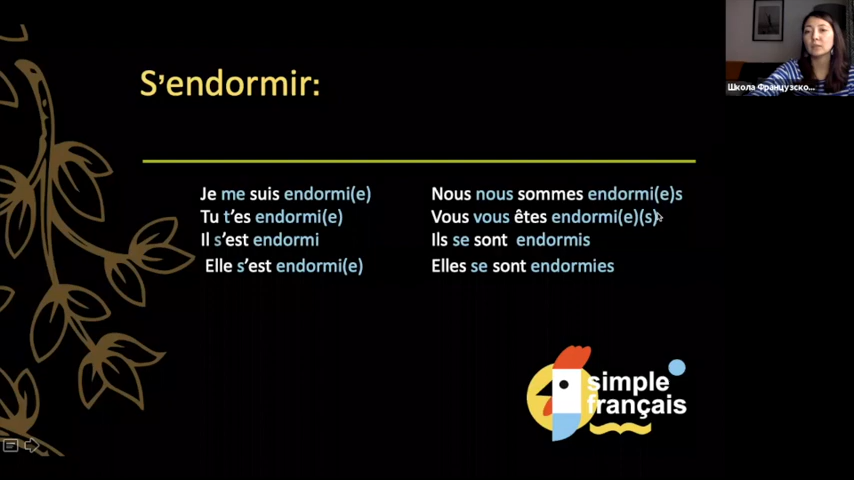 S'endormir:
Je me suis endormi(e)
Tu t'es endormi(e)
Il s'est endormi
Elle s'est endormi(e)
Nous nous sommes endormi(e)s
Vous vous êtes endormi(e)(s)
Ils se sont endormis
Elles se sont endormies
simple
français
Школа Французско...